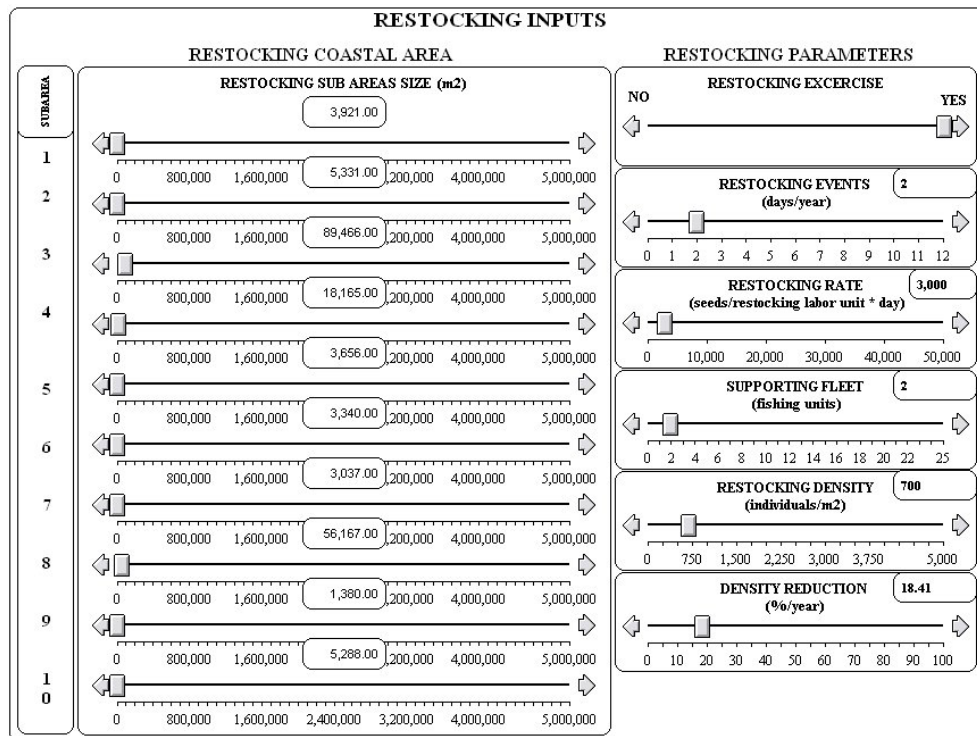 RESTOCKING INPUTS
RESTOCKING COASTAL AREA
SUBAREA
RESTOCKING SUB AREAS SIZE (m2)
3,921.00
1
0 800,000 1,600,000 5,331.00 ,200,000 4,000,000 5,000,000
2
0 800,000 1,600,000 89,466.00 ,200,000 4,000,000 5,000,000
3
0 800,000 1,600,000 18,165.00 ,200,000 4,000,000 5,000,000
4
0 800,000 1,600,000 3,656.00 ,200,000 4,000,000 5,000,000
5
0 800,000 1,600,000 3,340.00 ,200,000 4,000,000 5,000,000
6
0 800,000 1,600,000 3,037.00 ,200,000 4,000,000 5,000,000
7
0 800,000 1,600,000 56,167.00 ,200,000 4,000,000 5,000,000
8
0 800,000 1,600,000 1,380.00 ,200,000 4,000,000 5,000,000
9
0 800,000 1,600,000 5,288.00 ,200,000 4,000,000 5,000,000
1
0
0 800,000 1,600,000 2,400,000 3,200,000 4,000,000 5,000,000
RESTOCKING PARAMETERS
RESTOCKING EXCERCISE
NO YES
RESTOCKING EVENTS 2
(days/year)
0 1 2 3 4 5 6 7 8 9 10 11 12
RESTOCKING RATE 3,000
(seeds/restocking labor unit * day)
0 10,000 20,000 30,000 40,000 50,000
SUPPORTING FLEET 2
(fishing units)
0 2 4 6 8 10 12 14 16 18 20 22 25
RESTOCKING DENSITY 700
(individuals/m2)
0 750 1,500 2,250 3,000 3,750 5,000
DENSITY REDUCTION 18.41
(%/year)
0 10 20 30 40 50 60 70 80 90 100